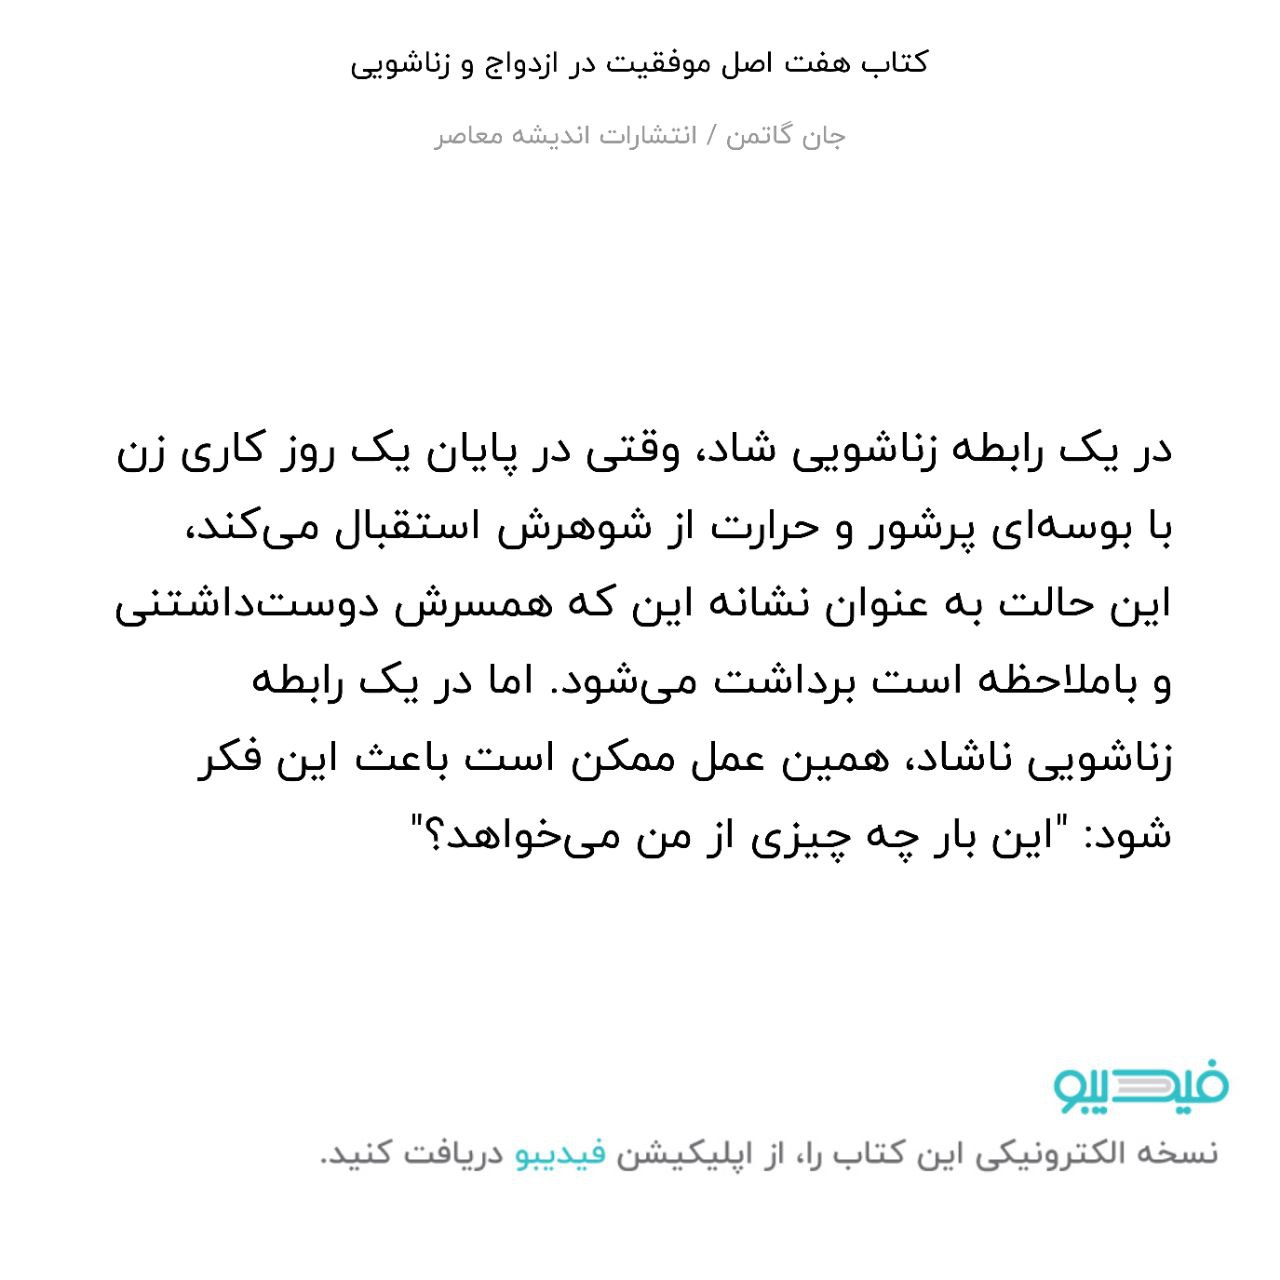 کتاب هفت اصل موفقیت در ازدواج و زناشویی
جان گاتمن / انتشارات اندیشه معاصر
در یک رابطه زناشویی شاد، وقتی در پایان یک روز کاری زن
با بوسه‌ای پرشور و حرارت از شوهرش استقبال می‌کند،
این حالت به عنوان نشانه این که همسرش دوست‌داشتنی
و باملاحظه است برداشت می‌شود. اما در یک رابطه
زناشویی ناشاد، همین عمل ممکن است باعث این فکر
شود: "این بار چه چیزی از من می‌خواهد؟"
فیدیبو
نسخه الکترونیکی این کتاب را، از اپلیکیشن فیدیبو دریافت کنید.